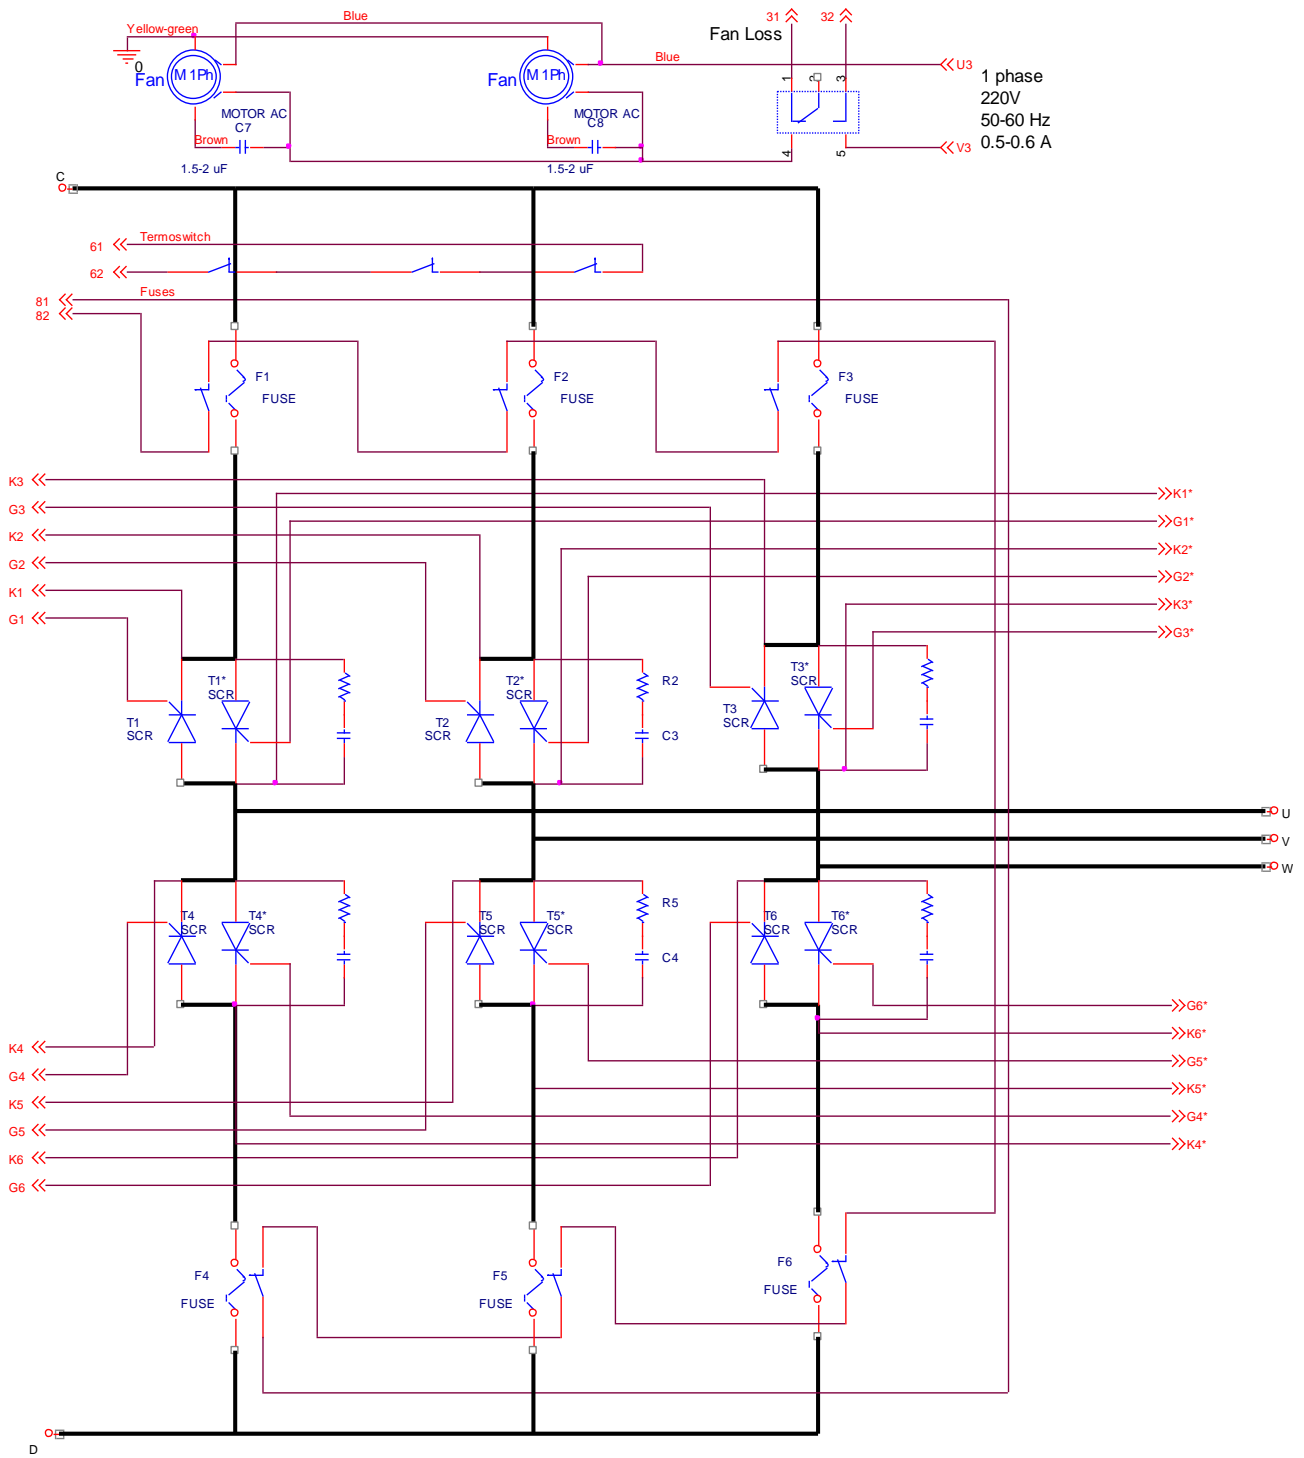 Blue
31
32
Yellow-green
Fan Loss
Blue
U3
0
Fan
M 1Ph
Fan
M 1Ph
1
2
3
1 phase
220V
50-60 Hz
0.5-0.6 A
MOTOR AC
C7
MOTOR AC
C8
Brown
Brown
4
5
V3
1.5-2 uF
1.5-2 uF
C
61
Termoswitch
62
81
Fuses
82
F1
FUSE
F2
FUSE
F3
FUSE
K3
K1*
G3
G1*
K2
K2*
G2
G2*
K1
K3*
G1
G3*
T1*
SCR
T2*
SCR
T3*
SCR
R2
T1
SCR
T2
SCR
T3
SCR
C3
U
V
W
T4
SCR
T4*
SCR
T5
SCR
T5*
SCR
R5
T6
SCR
T6*
SCR
C4
G6*
K6*
K4
G5*
G4
K5*
K5
G4*
G5
K4*
K6
G6
F4
FUSE
F5
FUSE
F6
FUSE
D